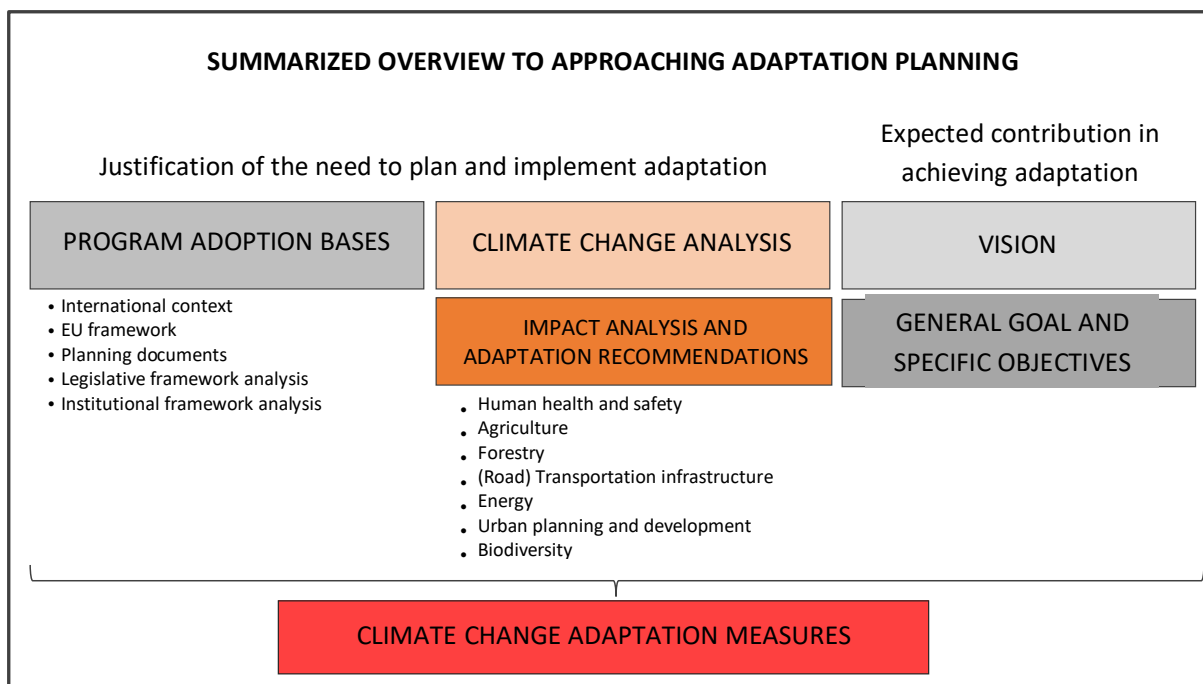 SUMMARIZED OVERVIEW TO APPROACHING ADAPTATION PLANNING
Justification of the need to plan and implement adaptation
Expected contribution in
achieving adaptation
PROGRAM ADOPTION BASES
• International context
• EU framework
• Planning documents
• Legislative framework analysis
• Institutional framework analysis
CLIMATE CHANGE ANALYSIS
IMPACT ANALYSIS AND
ADAPTATION RECOMMENDATIONS
• Human health and safety
• Agriculture
• Forestry
• (Road) Transportation infrastructure
• Energy
• Urban planning and development
• Biodiversity
VISION
GENERAL GOAL AND
SPECIFIC OBJECTIVES
CLIMATE CHANGE ADAPTATION MEASURES